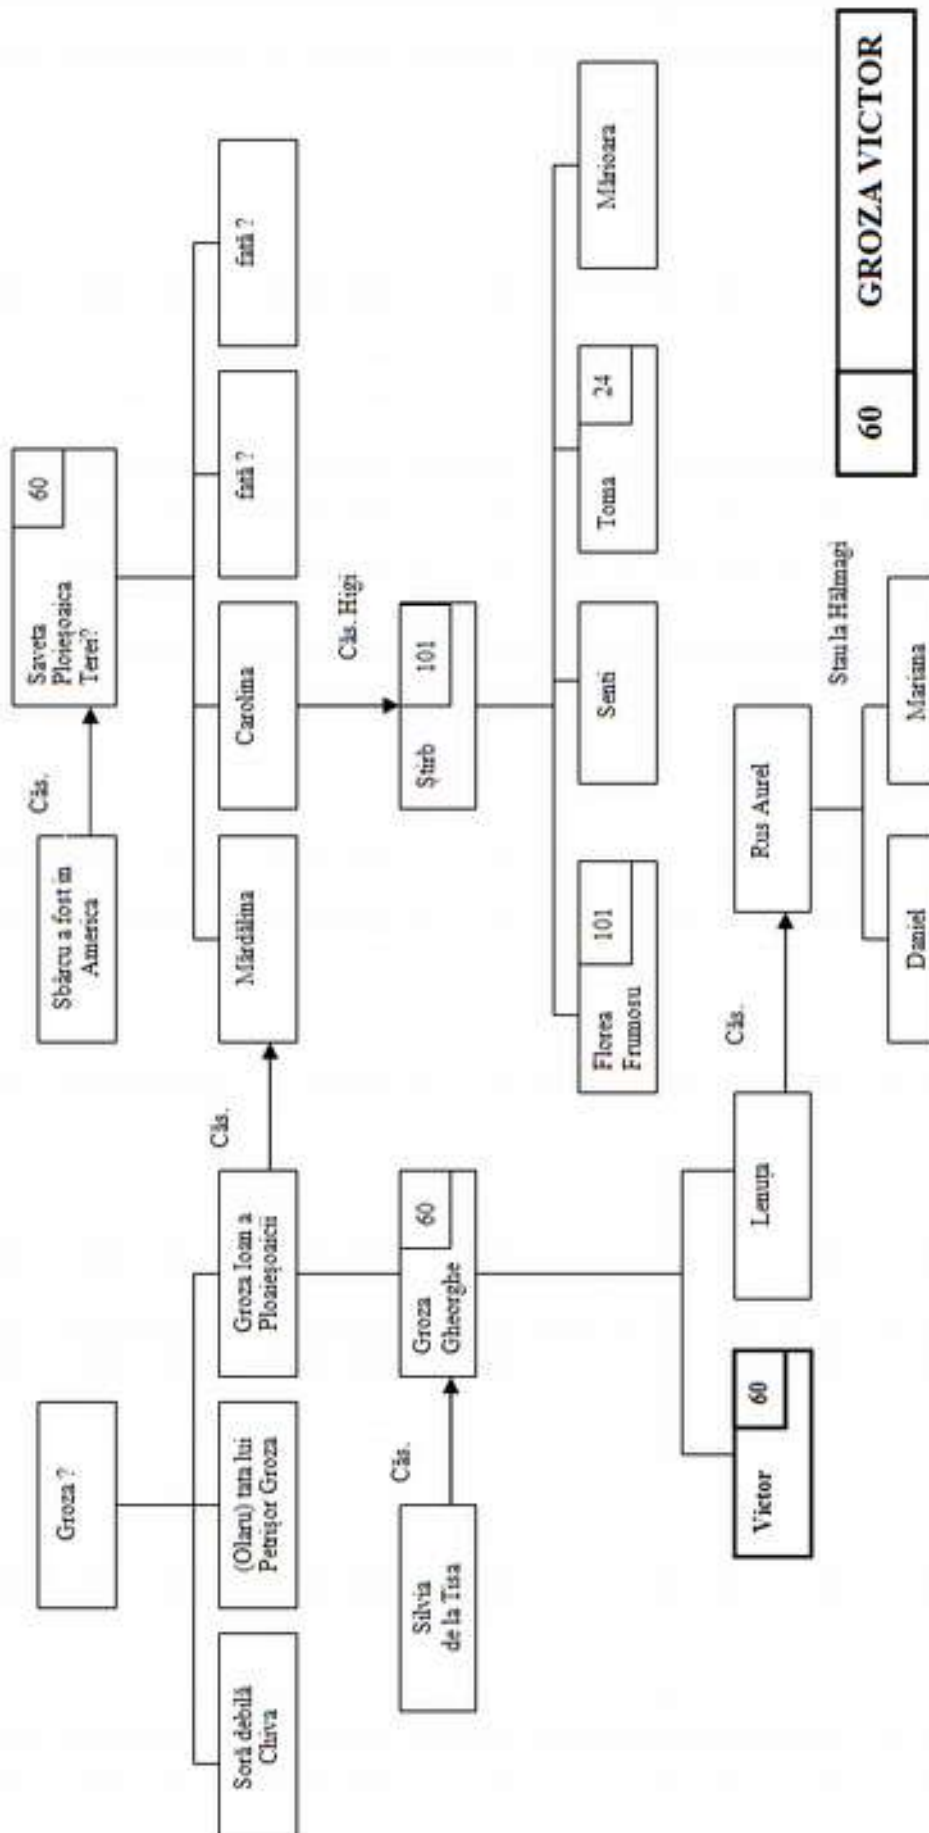 Groza ?
Sbârcu a fost in
America
Căs.
Saveta
Ploieșoaica
Terei?
60
Soră debilă
Chiva
(Olaru) tata lui
Petrișor Groza
Groza Ioan a
Ploaieșoaicii
Căs.
Mărdălina
Carolina
fată ?
fată ?
Căs. Higi
Silvia
de la Tisa
Căs.
Groza
Gheorghe
60
Știrb
101
Florea
Frumosu
101
Senti
Toma
24
Mărioara
Victor
60
Lenuța
Căs.
Rus Aurel
Stau la Hălmagi
Daniel
Mariana
60
GROZA VICTOR